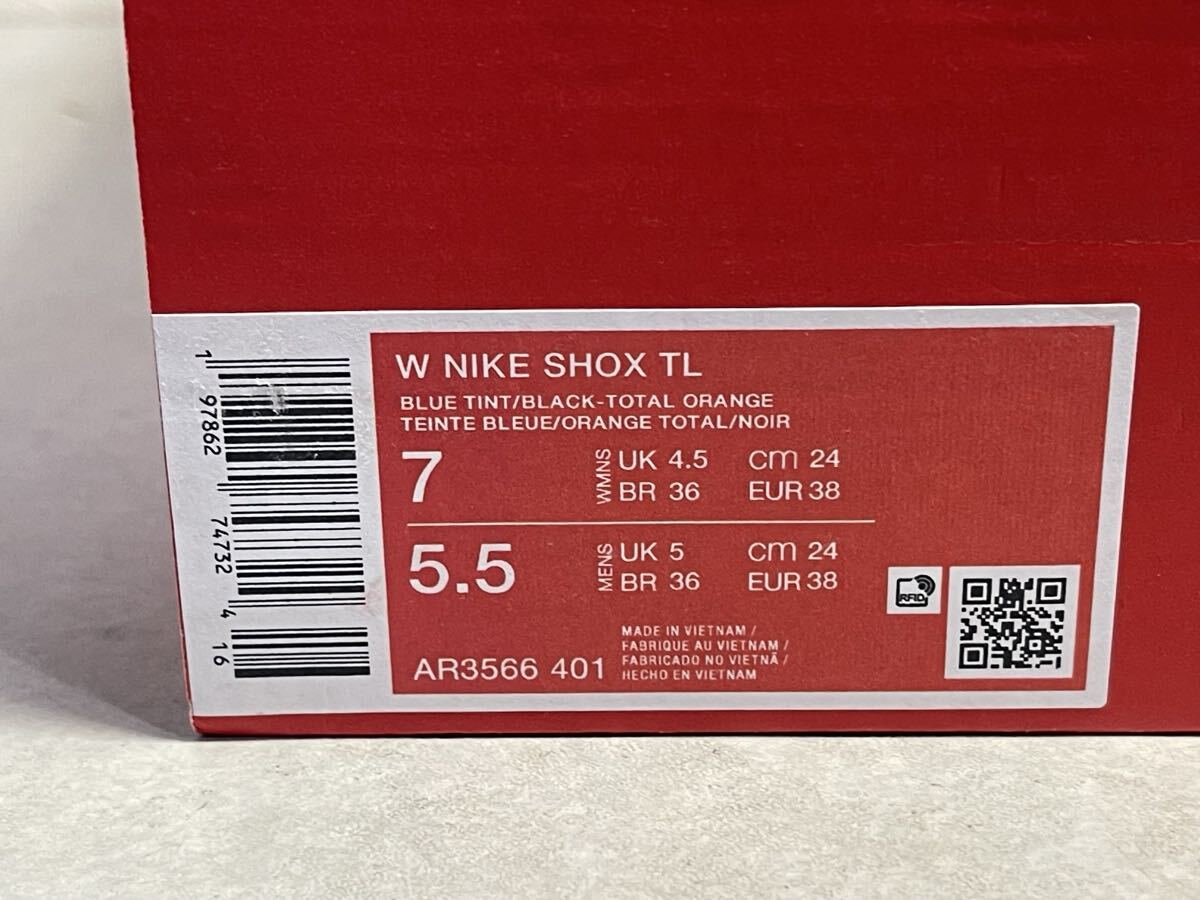 W NIKE SHOX TL
BLUE TINT/BLACK-TOTAL ORANGE
TEINTE BLEUE/ORANGE TOTAL/NOIR
7 WMNS UK 4.5 cm 24
BR 36 EUR 38
5.5 MENS UK 5 cm 24
BR 36 EUR 38
RFID
AR3566 401
MADE IN VIETNAM /
FABRIQUE AU VIETNAM /
FABRICADO NO VIETNÃ /
HECHO EN VIETNAM
1 97862 74732 4 16